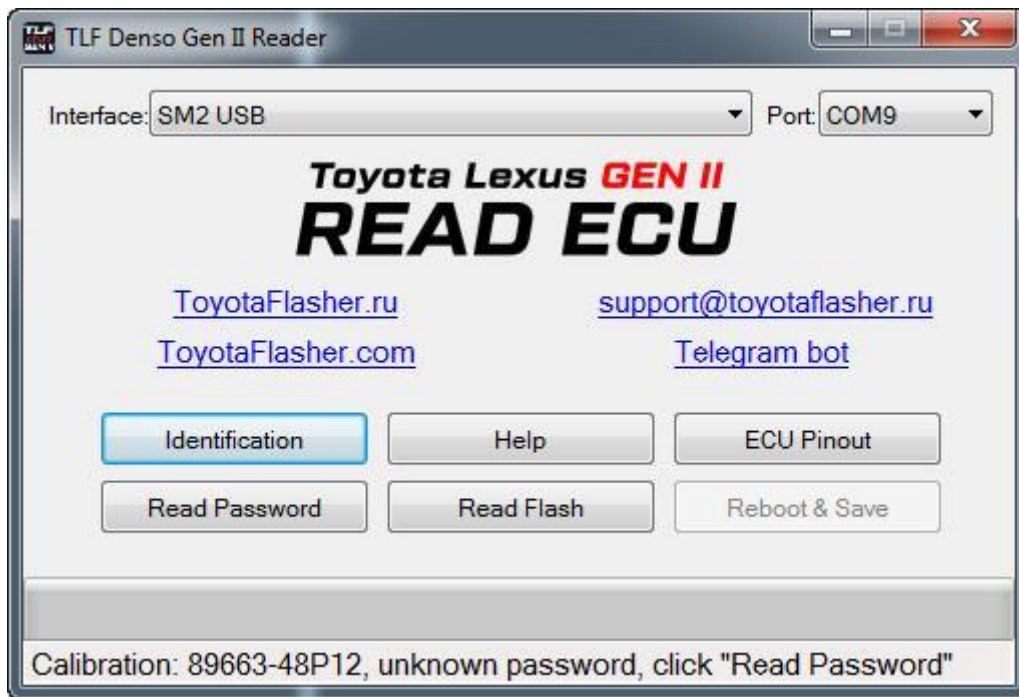 TLF Denso Gen II Reader
Interface: SM2 USB Port: COM9
Toyota Lexus GEN II
READ ECU
ToyotaFlasher.ru support@toyotaflasher.ru
ToyotaFlasher.com Telegram bot
Identification Help ECU Pinout
Read Password Read Flash Reboot & Save
Calibration: 89663-48P12, unknown password, click "Read Password"